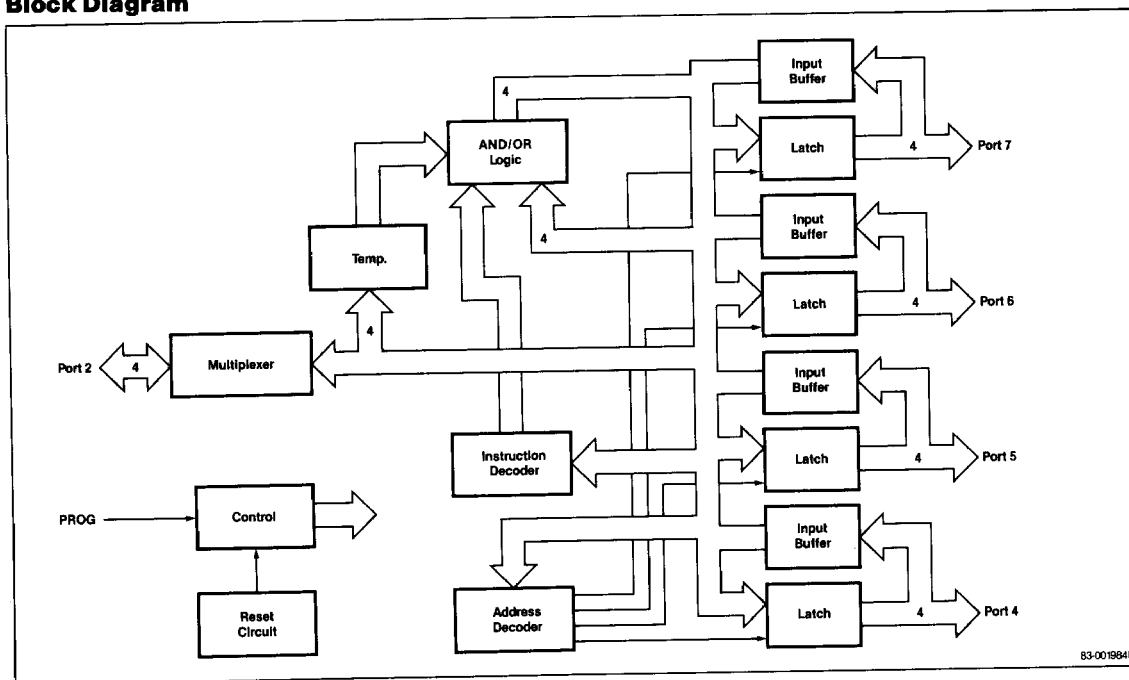 Block Diagram
4
Input
Buffer
AND/OR
Logic
Latch
4
Port 7
Temp.
4
Input
Buffer
Latch
4
Port 6
4
Port 2
4
Multiplexer
Input
Buffer
Instruction
Decoder
Latch
4
Port 5
PROG
Control
Input
Buffer
Reset
Circuit
Address
Decoder
Latch
4
Port 4